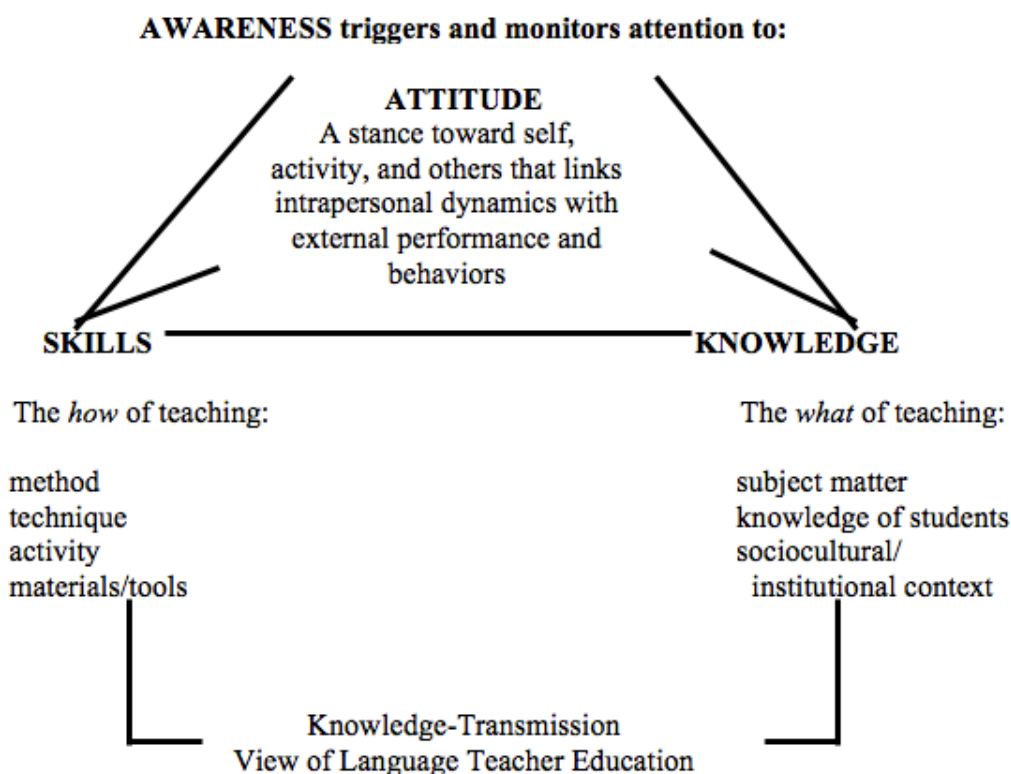 AWARENESS triggers and monitors attention to:
ATTITUDE
A stance toward self,
activity, and others that links
intrapersonal dynamics with
external performance and
behaviors
SKILLS
KNOWLEDGE
The how of teaching:
method
technique
activity
materials/tools
The what of teaching:
subject matter
knowledge of students
sociocultural/
institutional context
Knowledge-Transmission
View of Language Teacher Education